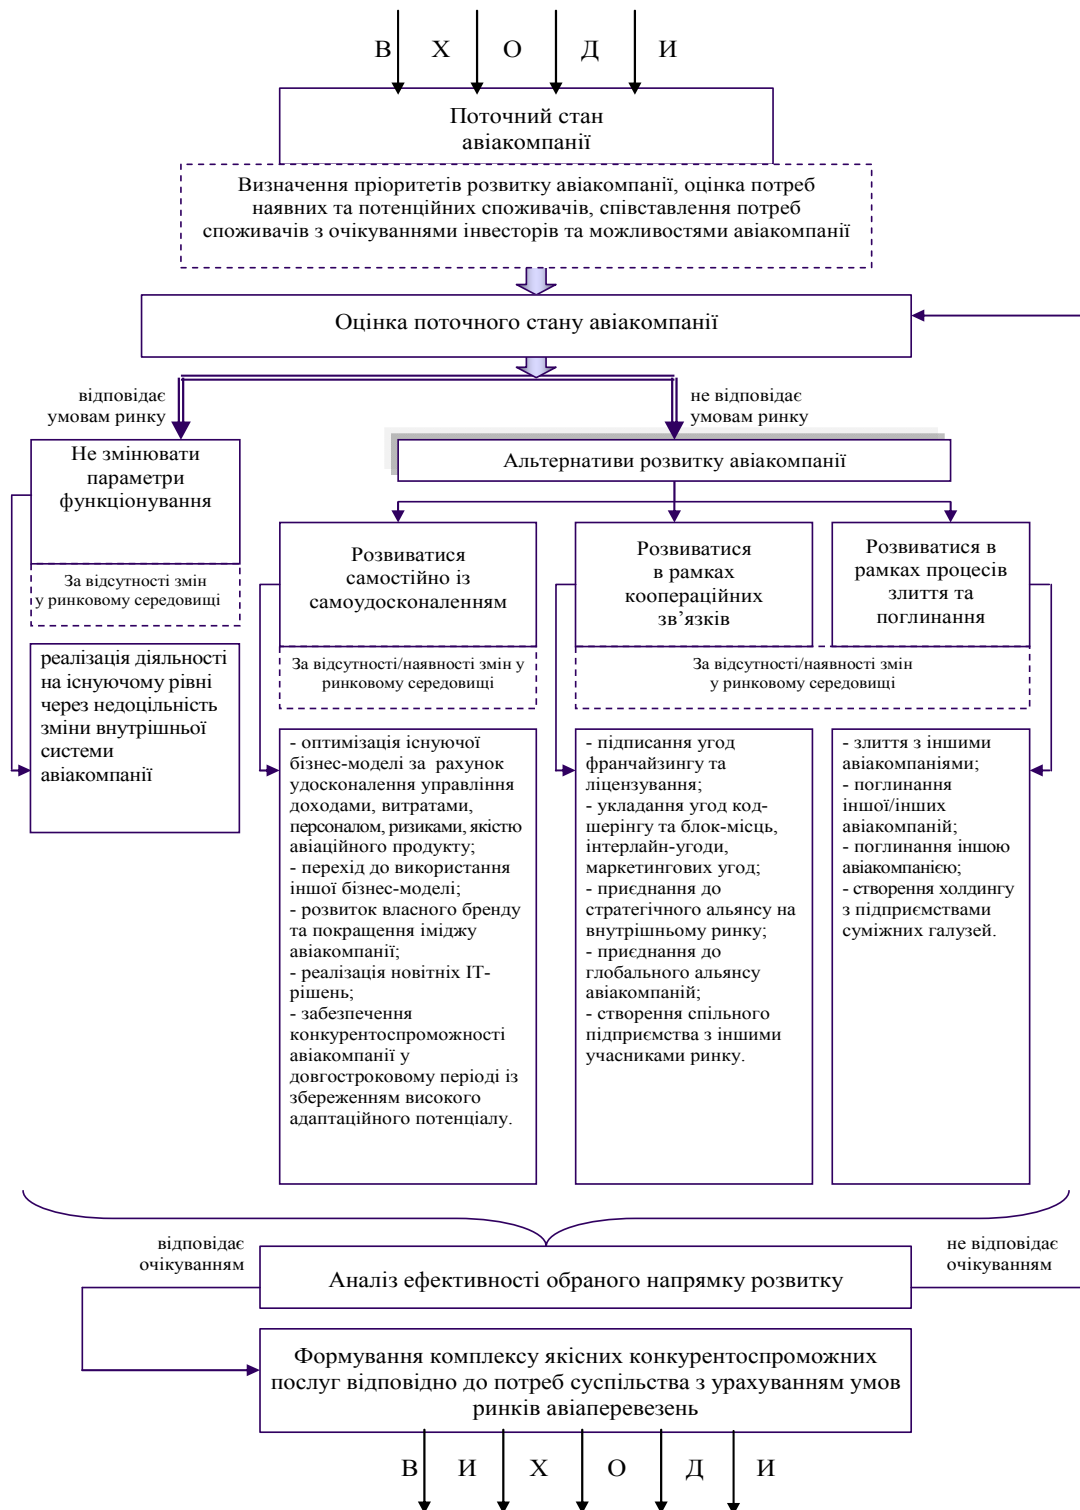 В Х О Д И
Поточний стан
авіакомпанії
Визначення пріоритетів розвитку авіакомпанії, оцінка потреб
наявних та потенційних споживачів, співставлення потреб
споживачів з очікуваннями інвесторів та можливостями авіакомпанії
Оцінка поточного стану авіакомпанії
відповідає
умовам ринку
не відповідає
умовам ринку
Не змінювати
параметри
функціонування
За відсутності змін
у ринковому середовищі
реалізація діяльності
на існуючому рівні
через недоцільність
зміни внутрішньої
системи
авіакомпанії
Альтернативи розвитку авіакомпанії
Розвиватися
самостійно із
самоудосконаленням
За відсутності/наявності змін у
ринковому середовищі
- оптимізація існуючої
бізнес-моделі за рахунок
удосконалення управління
доходами, витратами,
персоналом, ризиками, якістю
авіаційного продукту;
- перехід до використання
іншої бізнес-моделі;
- розвиток власного бренду
та покращення іміджу
авіакомпанії;
- реалізація новітніх ІТ-
рішень;
- забезпечення
конкурентоспроможності
авіакомпанії у
довгостроковому періоді із
збереженням високого
адаптаційного потенціалу.
Розвиватися
в рамках
коопераційних
зв’язків
Розвиватися в
рамках процесів
злиття та
поглинання
За відсутності/наявності змін
у ринковому середовищі
- підписання угод
франчайзингу та
ліцензування;
- укладання угод код-
шерінгу та блок-місць,
інтерлайн-угоди,
маркетингових угод;
- приєднання до
стратегічного альянсу на
внутрішньому ринку;
- приєднання до
глобального альянсу
авіакомпаній;
- створення спільного
підприємства з іншими
учасниками ринку.
- злиття з іншими
авіакомпаніями;
- поглинання
іншої/інших
авіакомпаній;
- поглинання іншою
авіакомпанією;
- створення холдингу
з підприємствами
суміжних галузей.
відповідає
очікуванням
не відповідає
очікуванням
Аналіз ефективності обраного напрямку розвитку
Формування комплексу якісних конкурентоспроможних
послуг відповідно до потреб суспільства з урахуванням умов
ринків авіаперевезень
В И Х О Д И